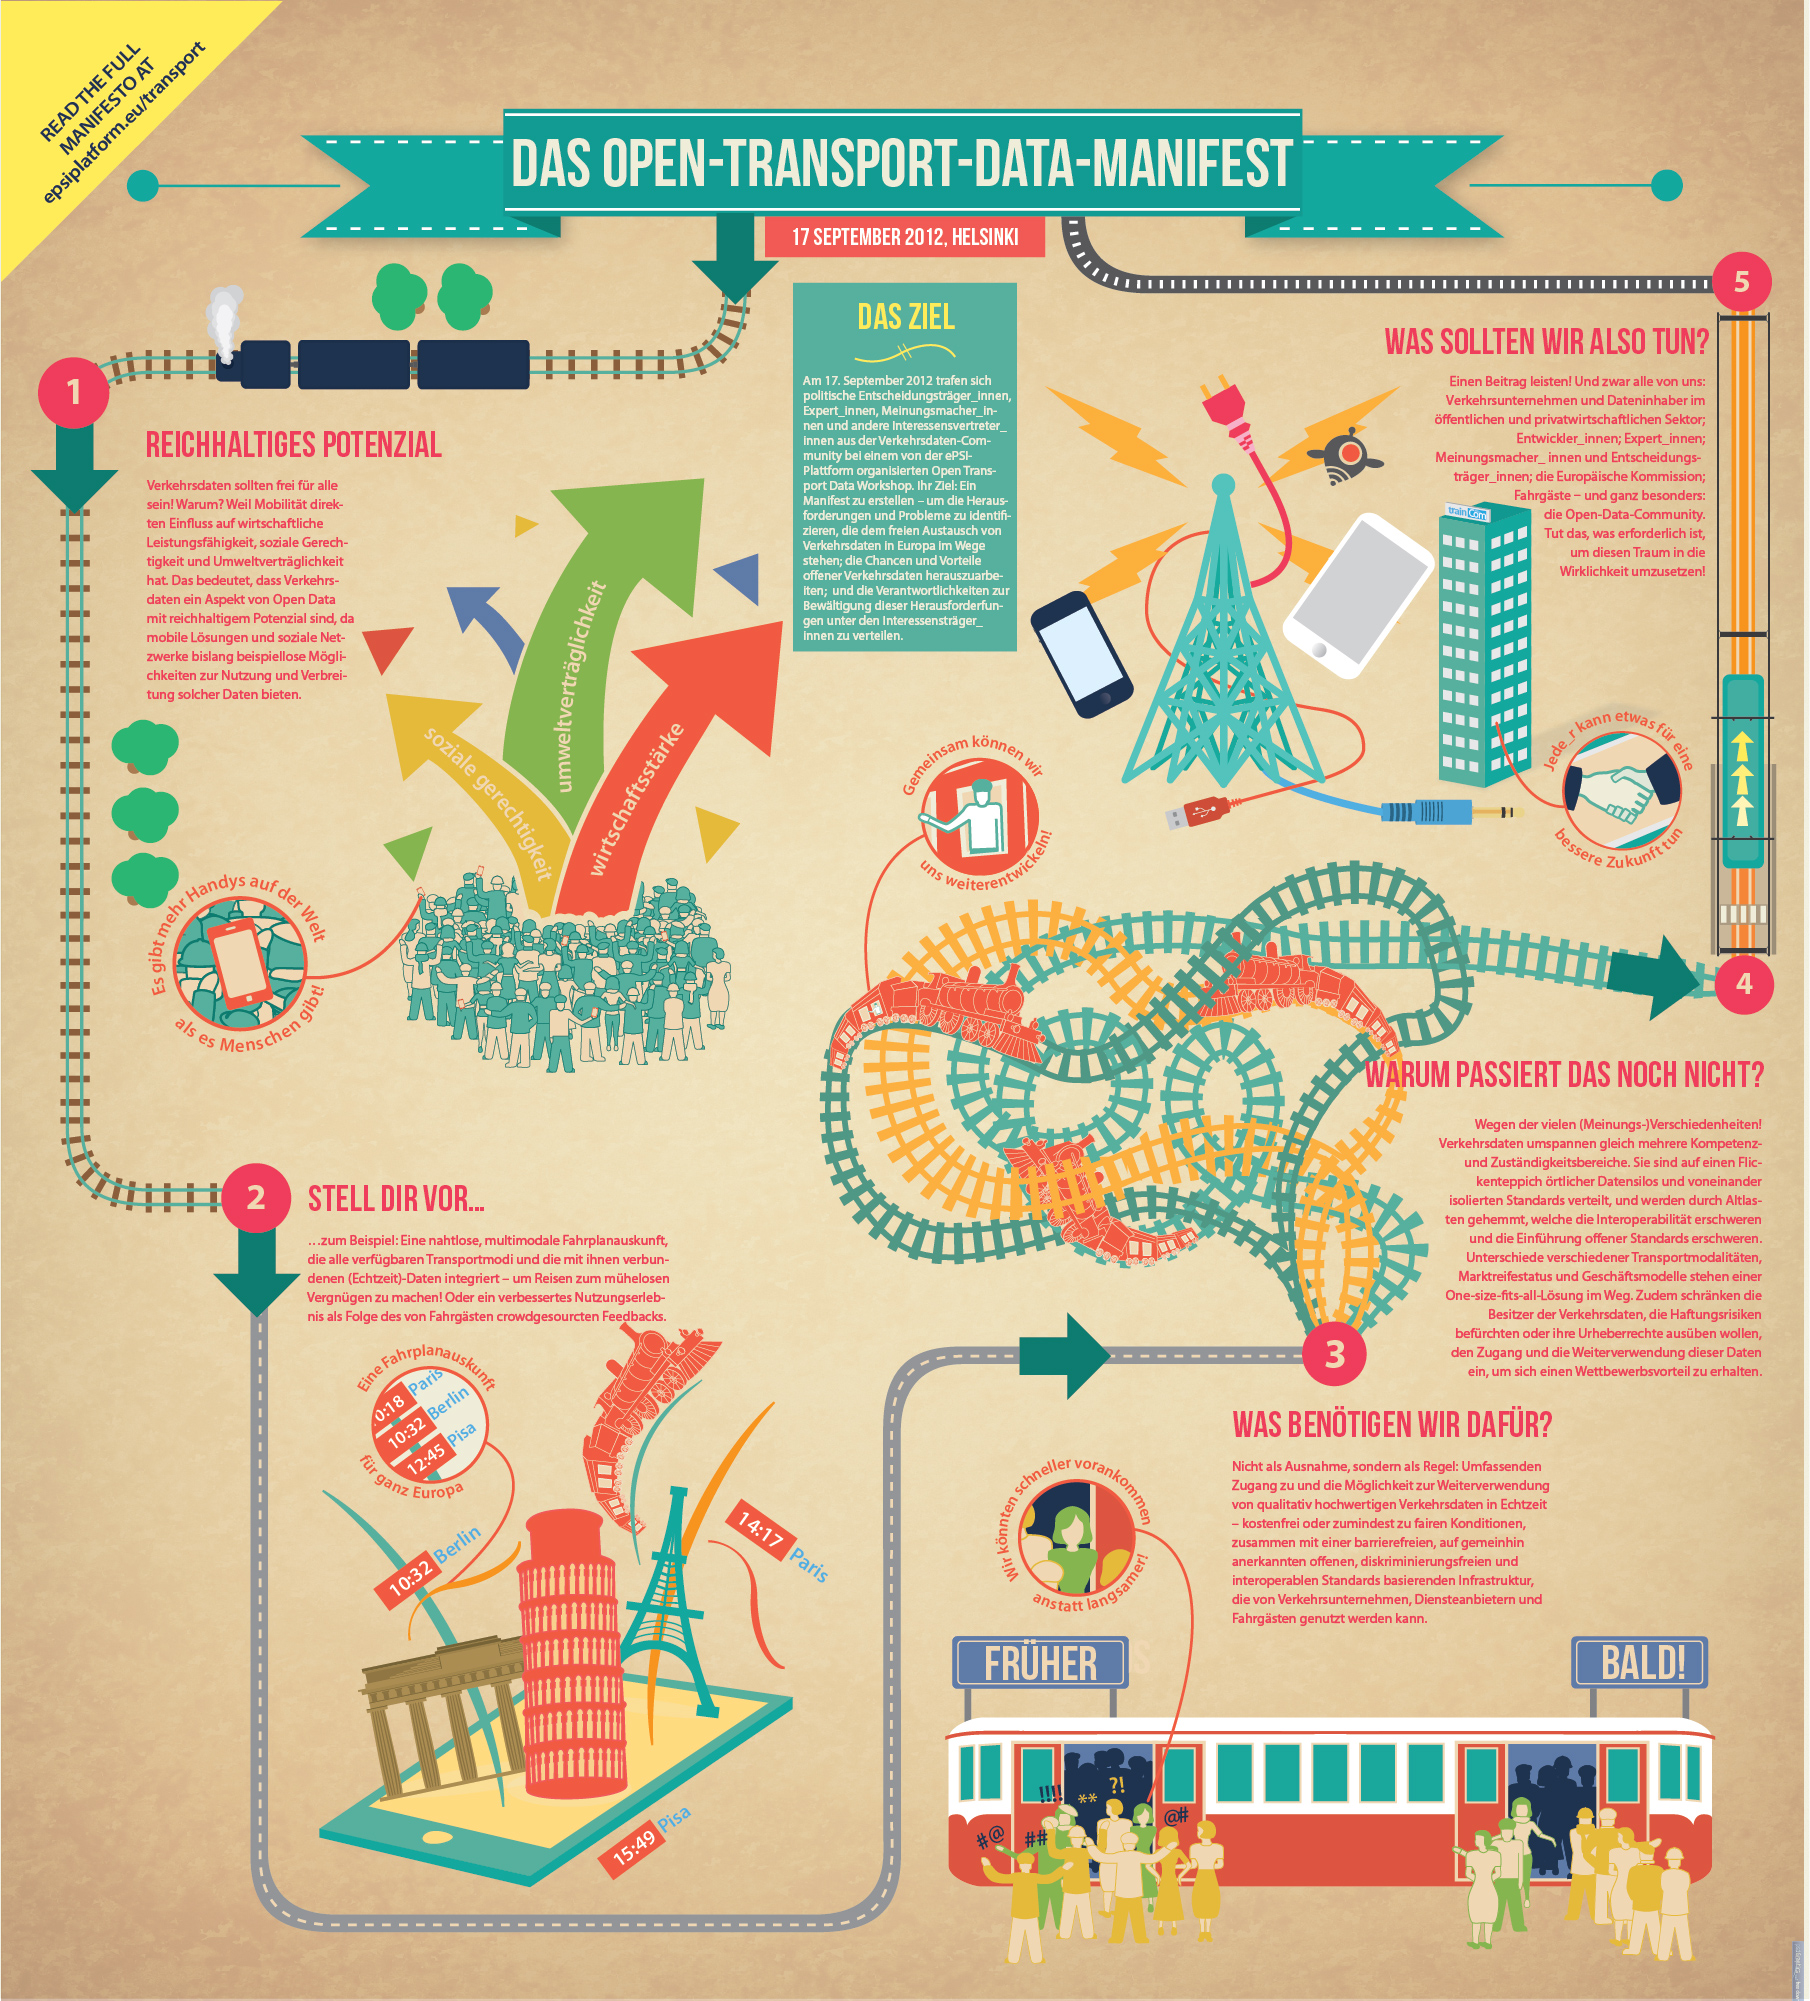 READ THE FULL
MANIFESTO AT
epsiplatform.eu/transport
DAS OPEN-TRANSPORT-DATA-MANIFEST
17 SEPTEMBER 2012, HELSINKI
DAS ZIEL
Am 17. September 2012 trafen sich
politische Entscheidungsträger_innen,
Expert_innen, Meinungsmacher_in-
nen und andere Interessensvertreter_
innen aus der Verkehrsdaten-Com-
munity bei einem von der ePSI-
Plattform organisierten Open Trans-
port Data Workshop. Ihr Ziel: Ein
Manifest zu erstellen – um die Heraus-
forderungen und Probleme zu identifi-
zieren, die dem freien Austausch von
Verkehrsdaten in Europa im Wege
stehen; die Chancen und Vorteile
offener Verkehrsdaten herauszuarbe-
iten; und die Verantwortlichkeiten zur
Bewältigung dieser Herausforderfun-
gen unter den Interessensträger_
innen zu verteilen.
1
REICHHALTIGES POTENZIAL
Verkehrsdaten sollten frei für alle
sein! Warum? Weil Mobilität direk-
ten Einfluss auf wirtschaftliche
Leistungsfähigkeit, soziale Gerech-
tigkeit und Umweltverträglichkeit
hat. Das bedeutet, dass Verkehrs-
daten ein Aspekt von Open Data
mit reichhaltigem Potenzial sind, da
mobile Lösungen und soziale Net-
zwerke bislang beispiellose Mögli-
chkeiten zur Nutzung und Verbrei-
tung solcher Daten bieten.
soziale gerechtigkeit
umweltverträglichkeit
wirtschaftsstärke
Es gibt mehr Handys auf der Welt
als es Menschen gibt!
2
STELL DIR VOR...
...zum Beispiel: Eine nahtlose, multimodale Fahrplanauskunft,
die alle verfügbaren Transportmodi und die mit ihnen verbun-
denen (Echtzeit)-Daten integriert – um Reisen zum mühelosen
Vergnügen zu machen! Oder ein verbessertes Nutzungserleb-
nis als Folge des von Fahrgästen crowdgesourcten Feedbacks.
Eine Fahrplanauskunft
0:18 Paris
10:32 Berlin
12:45 Pisa
für ganz Europa
10:32 Berlin
14:17 Paris
15:49 Pisa
3
WAS BENÖTIGEN WIR DAFÜR?
Nicht als Ausnahme, sondern als Regel: Umfassenden
Zugang zu und die Möglichkeit zur Weiterverwendung
von qualitativ hochwertigen Verkehrsdaten in Echtzeit
– kostenfrei oder zumindest zu fairen Konditionen,
zusammen mit einer barrierefreien, auf gemeinhin
anerkannten offenen, diskriminierungsfreien und
interoperablen Standards basierenden Infrastruktur,
die von Verkehrsunternehmen, Diensteanbietern und
Fahrgästen genutzt werden kann.
Wir könnten schneller vorankommen
anstatt langsamer!
FRÜHER
BALD!
!!!!
**
?!
@#
#@
##
4
WARUM PASSIERT DAS NOCH NICHT?
Wegen der vielen (Meinungs-)Verschiedenheiten!
Verkehrsdaten umspannen gleich mehrere Kompetenz-
und Zuständigkeitsbereiche. Sie sind auf einen Flic-
kenteppich örtlicher Datensilos und voneinander
isolierten Standards verteilt, und werden durch Altlas-
ten gehemmt, welche die Interoperabilität erschweren
und die Einführung offener Standards erschweren.
Unterschiede verschiedener Transportmodalitäten,
Marktreifestatus und Geschäftsmodelle stehen einer
One-size-fits-all-Lösung im Weg. Zudem schränken die
Besitzer der Verkehrsdaten, die Haftungsrisiken
befürchten oder ihre Urheberrechte ausüben wollen,
den Zugang und die Weiterverwendung dieser Daten
ein, um sich einen Wettbewerbsvorteil zu erhalten.
Gemeinsam können wir
uns weiterentwickeln!
5
WAS SOLLTEN WIR ALSO TUN?
Einen Beitrag leisten! Und zwar alle von uns:
Verkehrsunternehmen und Dateninhaber im
öffentlichen und privatwirtschaftlichen Sektor;
Entwickler_innen; Expert_innen;
Meinungsmacher_ innen und Entscheidungs-
träger_innen; die Europäische Kommission;
Fahrgäste – und ganz besonders:
die Open-Data-Community.
Tut das, was erforderlich ist,
um diesen Traum in die
Wirklichkeit umzusetzen!
trainCom
Jede_r kann etwas für eine
bessere Zukunft tun